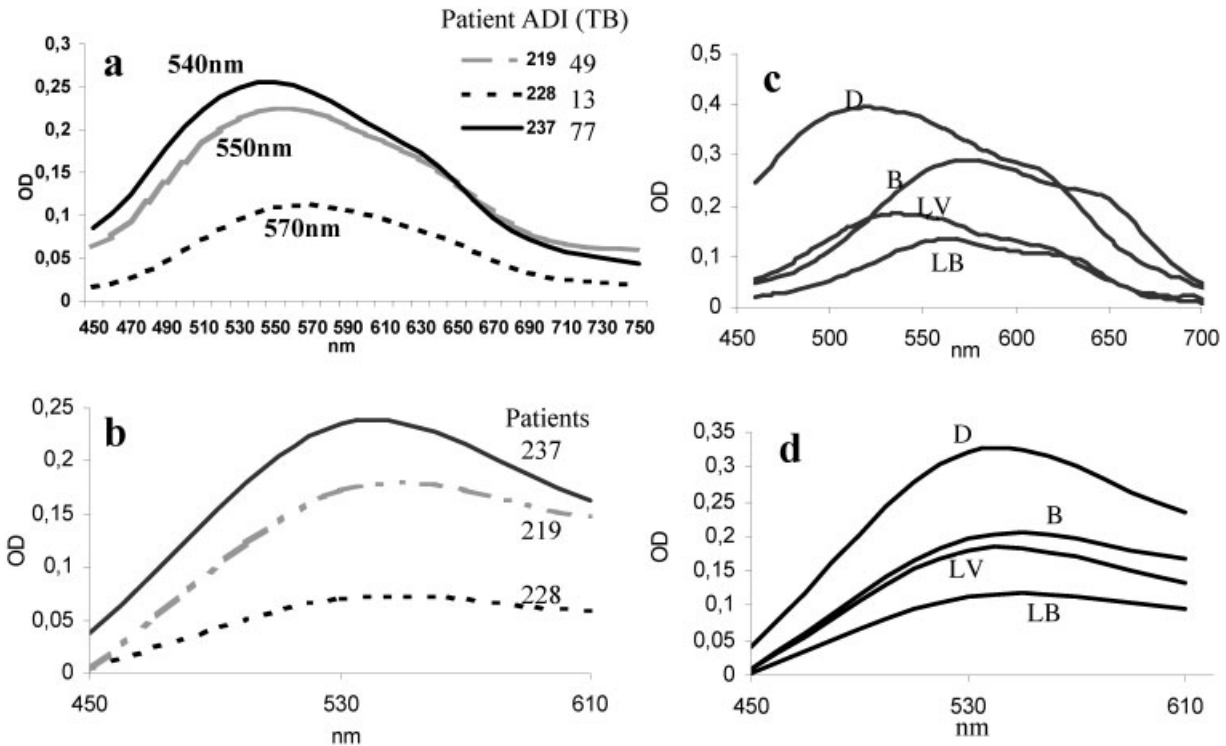 Patient ADI (TB)
219 49
228 13
237 77
a
540nm
550nm
570nm
0,3
0,25
0,2
0,15
0,1
0,05
0
OD
450 470 490 510 530 550 570 590 610 630 650 670 690 710 730 750
nm
c
D
B
LV
LB
0,5
0,4
0,3
0,2
0,1
0
OD
450 500 550 600 650 700
nm
b
Patients
237
219
228
0,25
0,2
0,15
0,1
0,05
0
OD
450 530 610
nm
d
D
B
LV
LB
0,35
0,3
0,25
0,2
0,15
0,1
0,05
0
OD
450 530 610
nm